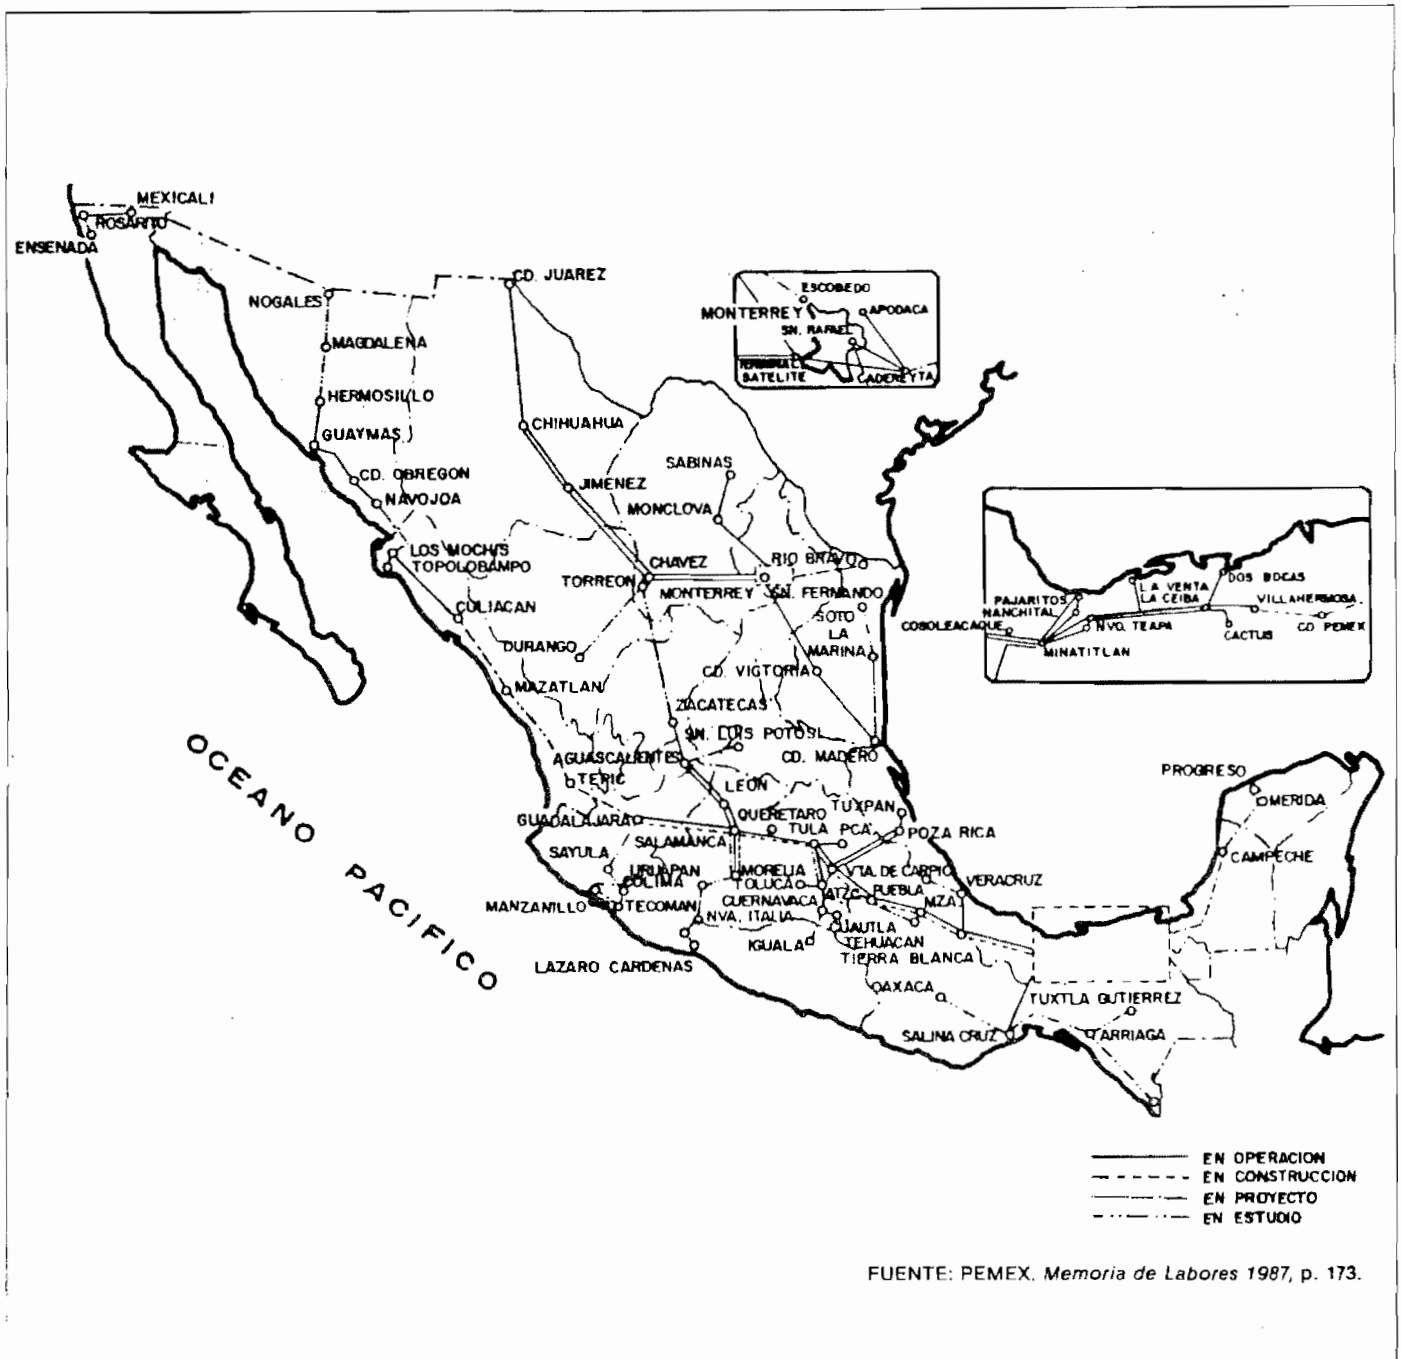 MEXICALI
ROSARITO
ENSENADA
CD. JUAREZ
NOGALES
MAGDALENA
HERMOSILLO
GUAYMAS
CD. OBREGON
NAVOJOA
LOS MOCHIS
TOPOLOBAMPO
CULIACAN
MAZATLAN
CHIHUAHUA
JIMENEZ
SABINAS
MONCLOVA
CHAVEZ
TORREON
MONTERREY
RIO BRAVO
SN. FERNANDO
SOTO
LA
MARINA
DURANGO
CD. VICTORIA
ZACATECAS
SN. LUIS POTOSI
CD. MADERO
AGUASCALIENTES
TEPIC
LEON
GUADALAJARA
QUERETARO
TUXPAN
TULA
PCA
POZA RICA
SALAMANCA
SAYULA
URUAPAN
COLIMA
MORELIA
TOLUCA
VTA. DE CARPIO
VERACRUZ
MANZANILLO
TECOMAN
CUERNAVACA
ATZC
PUEBLA
MZA
NVA. ITALIA
CUAUTLA
IGUALA
TEHUACAN
TIERRA BLANCA
LAZARO CARDENAS
OAXACA
TUXTLA GUTIERREZ
SALINA CRUZ
ARRIAGA
PROGRESO
MERIDA
CAMPECHE
ESCOBEDO
MONTERREY
APODACA
SN. RAFAEL
SATELITE
CADEREYTA
DOS BOCAS
LA VENTA
LA CEIBA
PAJARITOS
NANCHITAL
VILLAHERMOSA
COSOLEACAQUE
NVO. TEAPA
CACTUS
CD. PEMEX
MINATITLAN
OCEANO PACIFICO
EN OPERACION
EN CONSTRUCCION
EN PROYECTO
EN ESTUDIO
FUENTE: PEMEX, Memoria de Labores 1987, p. 173.